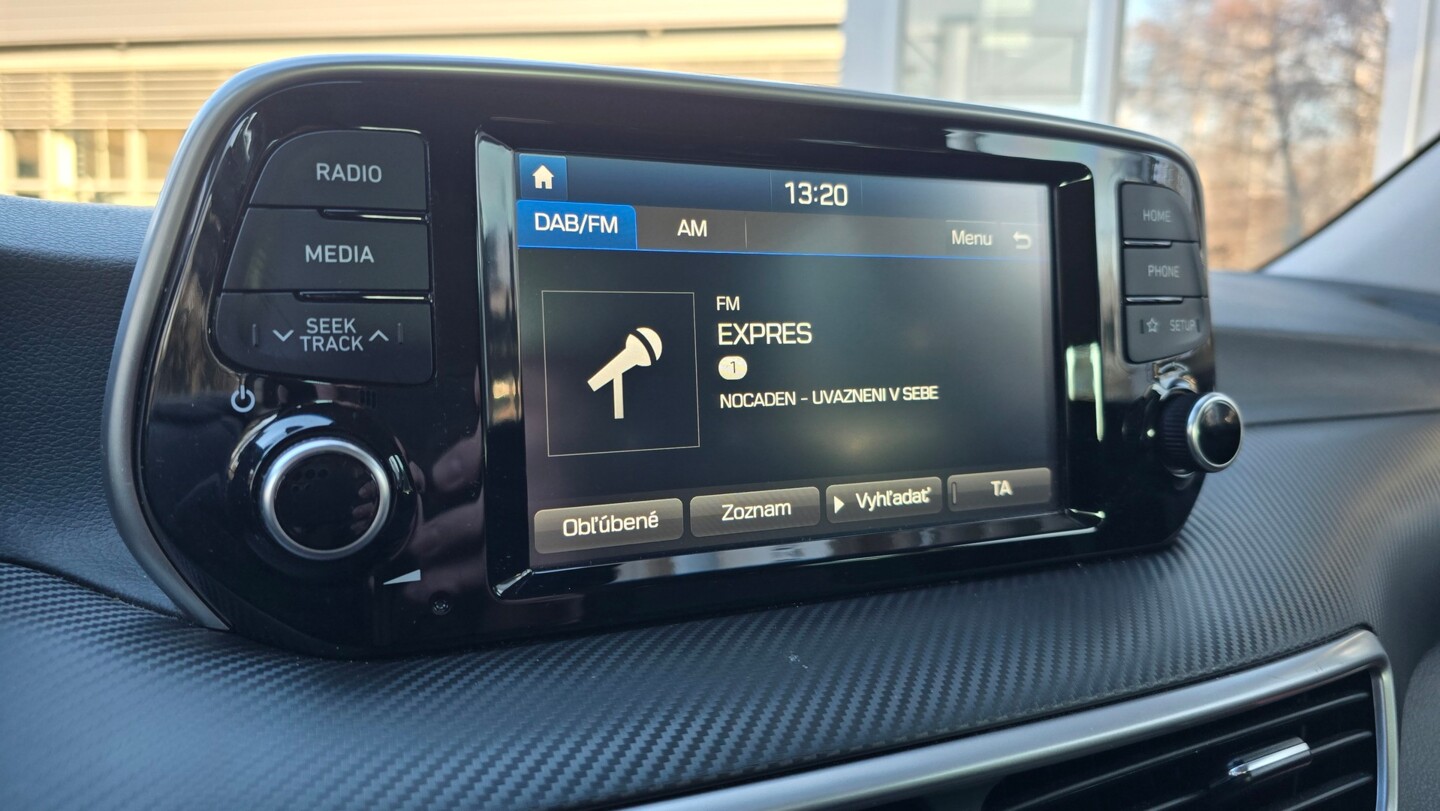 RADIO
MEDIA
SEEK
TRACK
13:20
DAB/FM
AM
Menu
FM
EXPRES
1
NOCADEN - UVAZNENI V SEBE
Obľúbené
Zoznam
Vyhľadať
TA
HOME
PHONE
SETUP